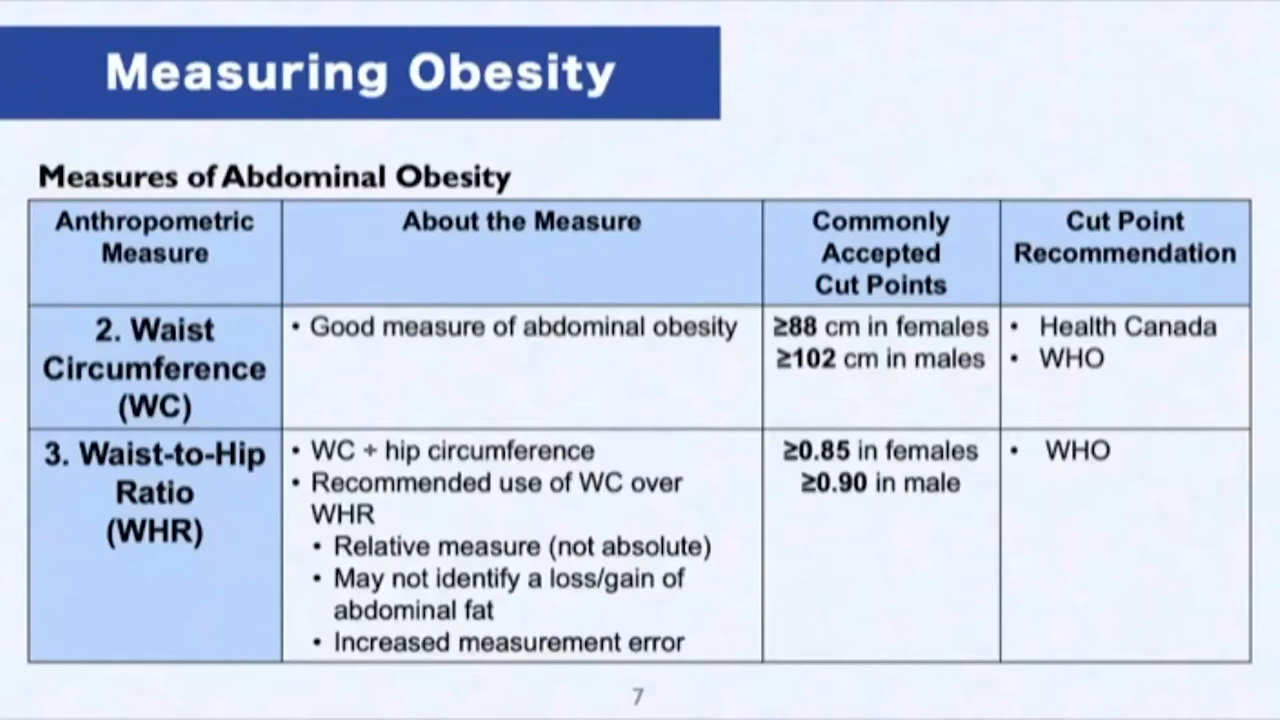 Measuring Obesity
Measures of Abdominal Obesity
Anthropometric
Measure
About the Measure
Commonly
Accepted
Cut Points
Cut Point
Recommendation
2. Waist
Circumference
(WC)
• Good measure of abdominal obesity
≥88 cm in females
≥102 cm in males
• Health Canada
• WHO
3. Waist-to-Hip
Ratio
(WHR)
• WC ÷ hip circumference
• Recommended use of WC over
WHR
• Relative measure (not absolute)
• May not identify a loss/gain of
abdominal fat
• Increased measurement error
≥0.85 in females
≥0.90 in male
• WHO
7